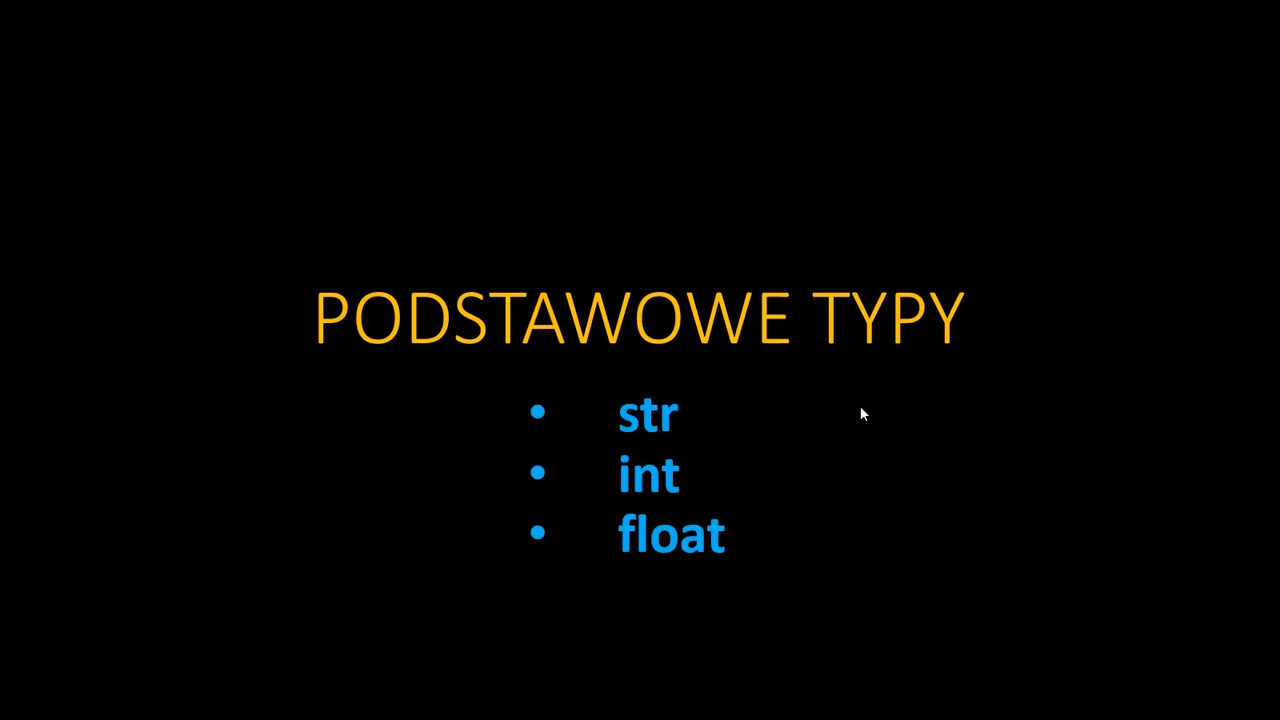 PODSTAWOWE TYPY
• str
• int
• float